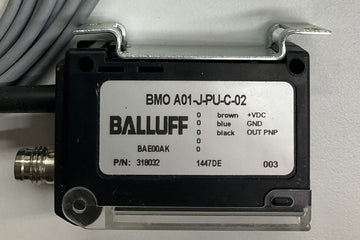 BMO A01-J-PU-C-02
BALLUFF
0 brown +VDC
0 blue GND
0 black OUT PNP
0
0
BAE00AK 0
P/N: 318032 1447DE 003